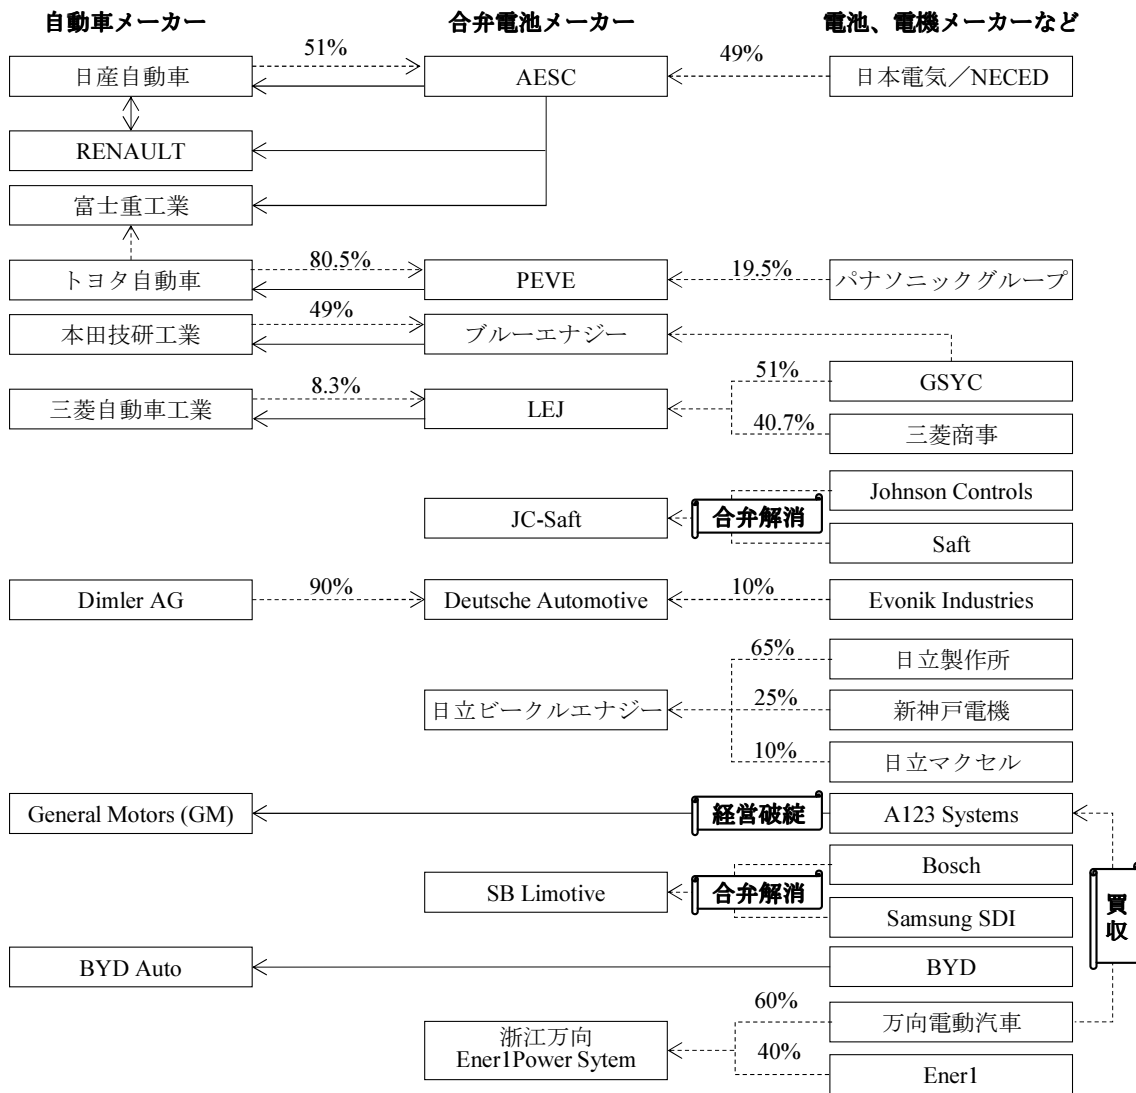 自動車メーカー 合弁電池メーカー 電池、電機メーカーなど
51% 49%
日産自動車 AESC 日本電気／NECED
RENAULT
富士重工業
80.5% 19.5%
トヨタ自動車 PEVE パナソニックグループ
49%
本田技研工業 ブルーエナジー
51% GSYC
8.3%
三菱自動車工業 LEJ
40.7% 三菱商事
Johnson Controls
JC-Saft 合弁解消
Saft
90% 10%
Dimler AG Deutsche Automotive Evonik Industries
65% 日立製作所
日立ビークルエナジー 25% 新神戸電機
10% 日立マクセル
General Motors (GM) 経営破綻 A123 Systems
Bosch
SB Limotive 合弁解消
Samsung SDI
買収
BYD Auto BYD
60% 万向電動汽車
浙江万向
Ener1Power Sytem
40% Ener1